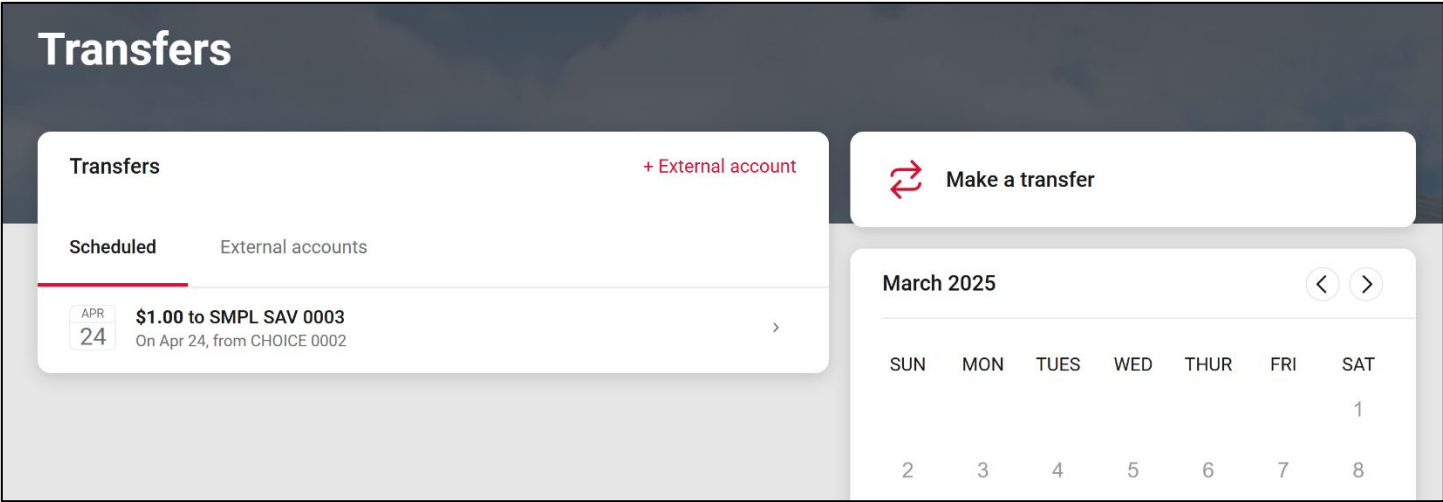 Transfers
Transfers
+ External account
Scheduled
External accounts
APR
24
$1.00 to SMPL SAV 0003
On Apr 24, from CHOICE 0002
Make a transfer
March 2025
SUN MON TUES WED THUR FRI SAT
1
2 3 4 5 6 7 8